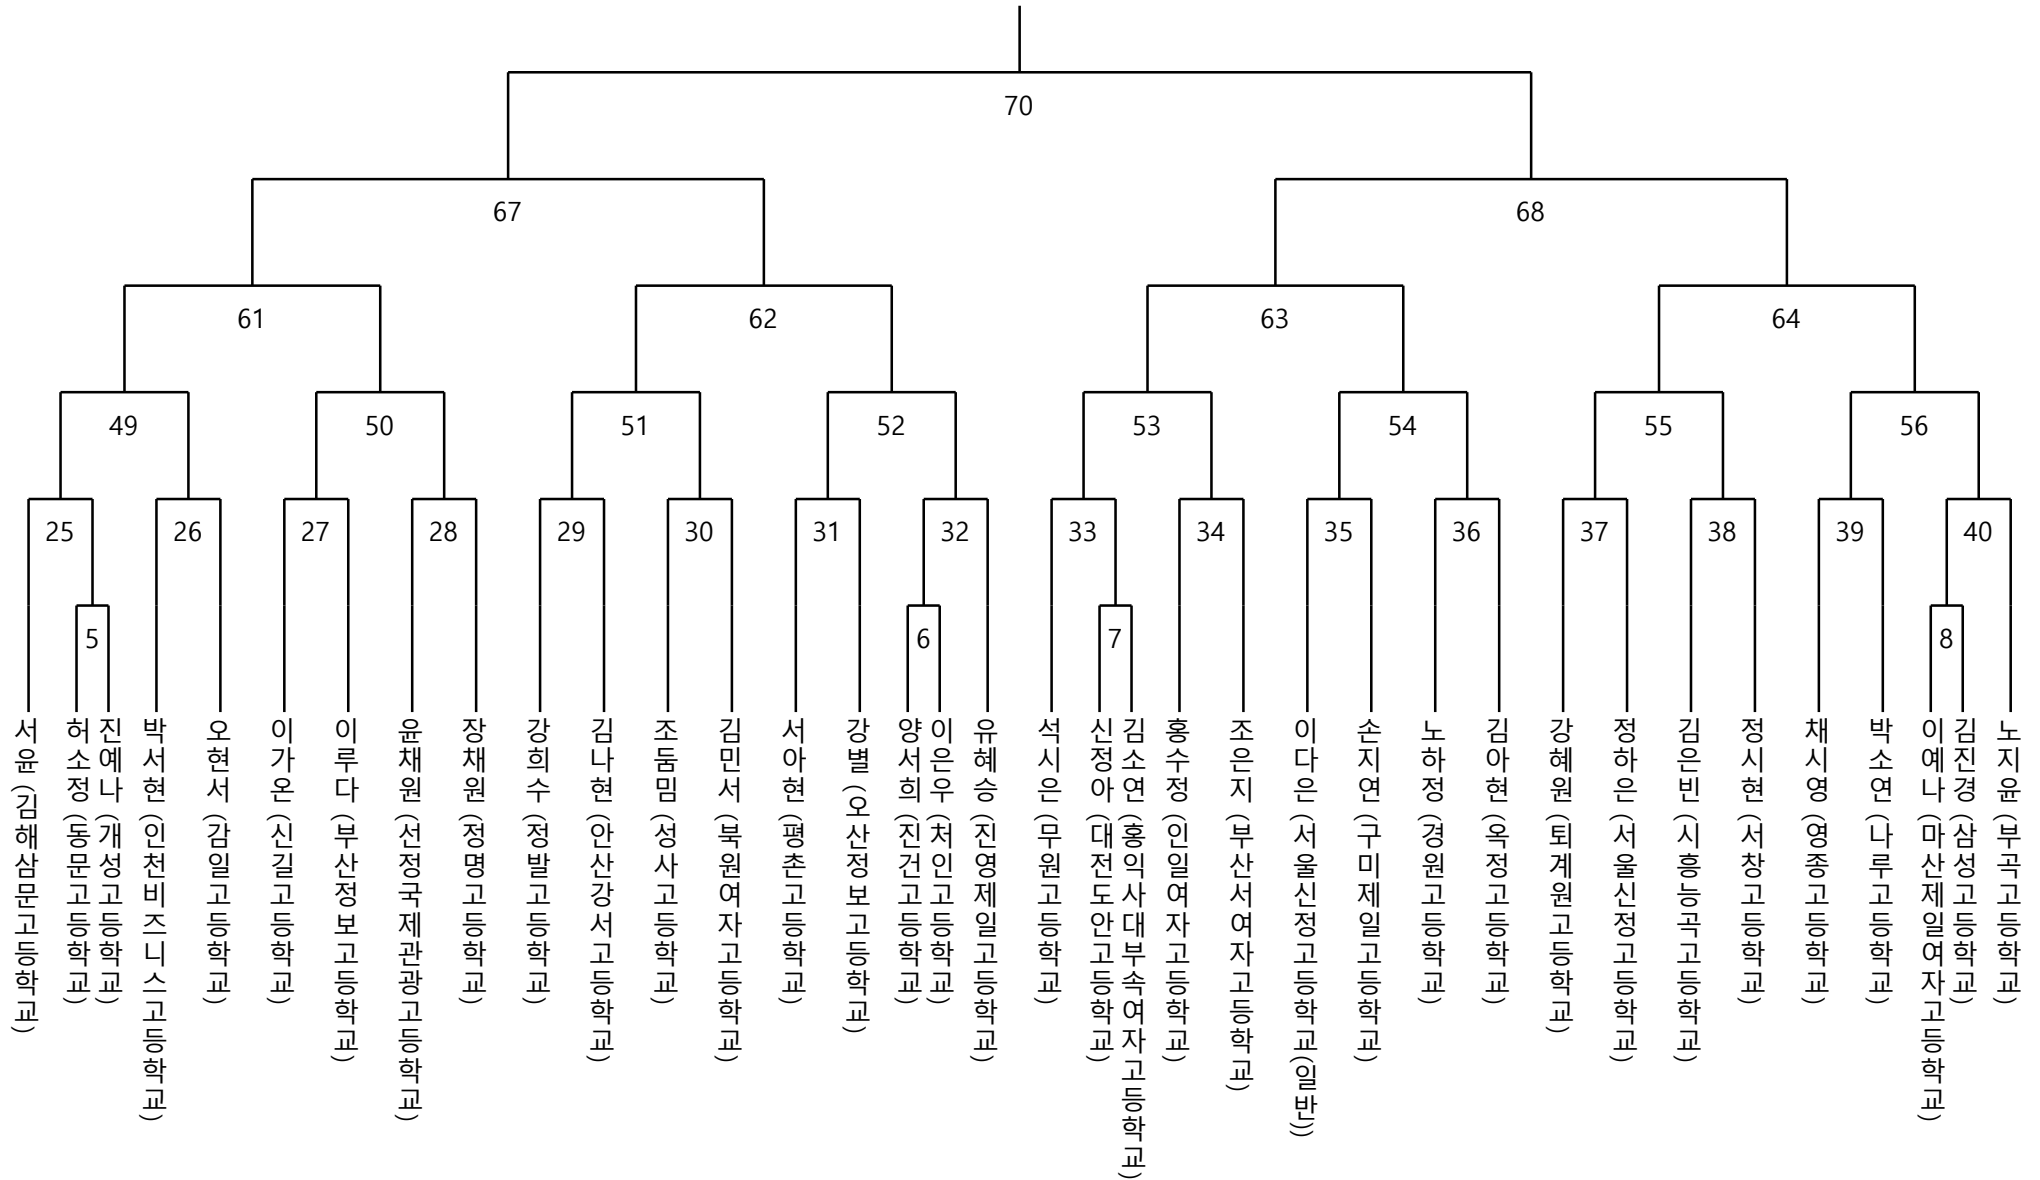 70
67
68
61
62
63
64
49
50
51
52
53
54
55
56
25
26
27
28
29
30
31
32
33
34
35
36
37
38
39
40
5
6
7
8
서윤 (김해삼문고등학교)
허소정 (동문고등학교)
진예나 (개성고등학교)
박서현 (인천비즈니스고등학교)
오현서 (감일고등학교)
이가온 (신길고등학교)
이루다 (부산정보고등학교)
윤채원 (선정국제관광고등학교)
장채원 (정명고등학교)
강희수 (정발고등학교)
김나현 (안산강서고등학교)
조둠밈 (성사고등학교)
김민서 (북원여자고등학교)
서아현 (평촌고등학교)
강별 (오산정보고등학교)
양서희 (진건고등학교)
이은우 (처인고등학교)
유혜승 (진영제일고등학교)
석시은 (무원고등학교)
신정아 (대전도안고등학교)
김소연 (홍익사대부속여자고등학교)
홍수정 (인일여자고등학교)
조은지 (부산서여자고등학교)
이다은 (서울신정고등학교(일반))
손지연 (구미제일고등학교)
노하정 (경원고등학교)
김아현 (옥정고등학교)
강혜원 (퇴계원고등학교)
정하은 (서울신정고등학교)
김은빈 (시흥능곡고등학교)
정시현 (서창고등학교)
채시영 (영종고등학교)
박소연 (나루고등학교)
이예나 (마산제일여자고등학교)
김진경 (삼성고등학교)
노지윤 (부곡고등학교)